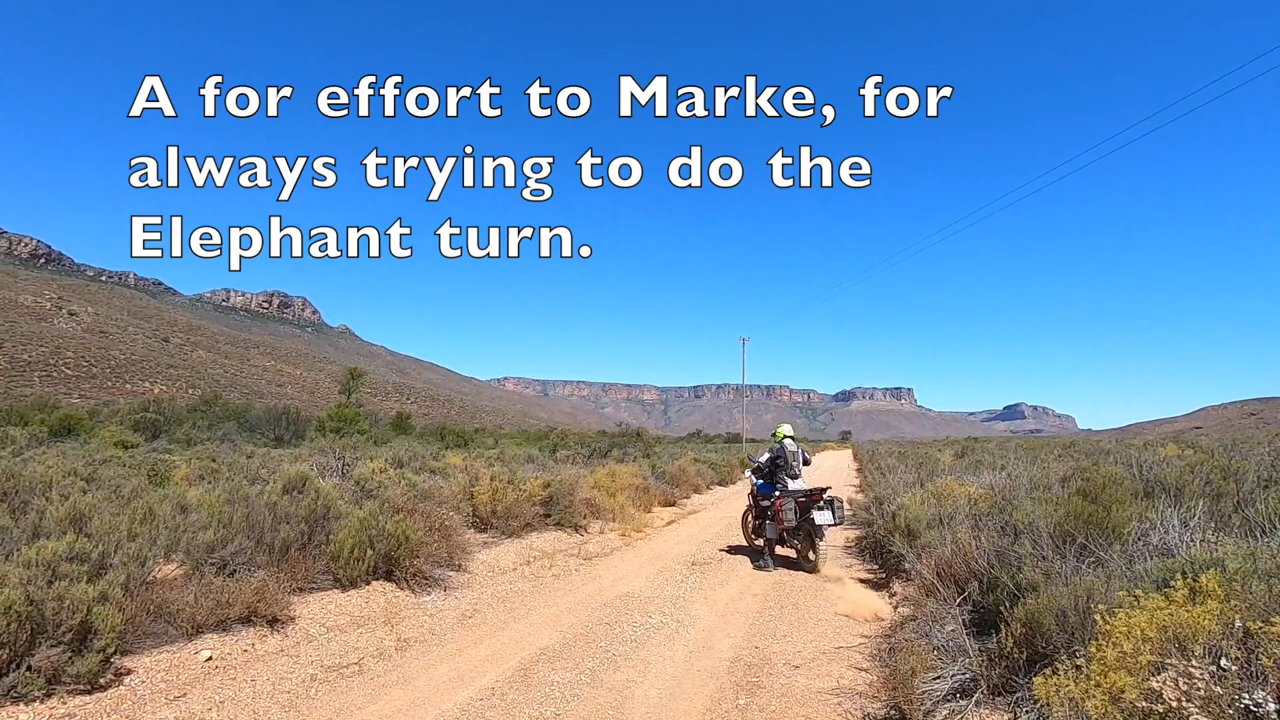 A for effort to Marke, for
always trying to do the
Elephant turn.